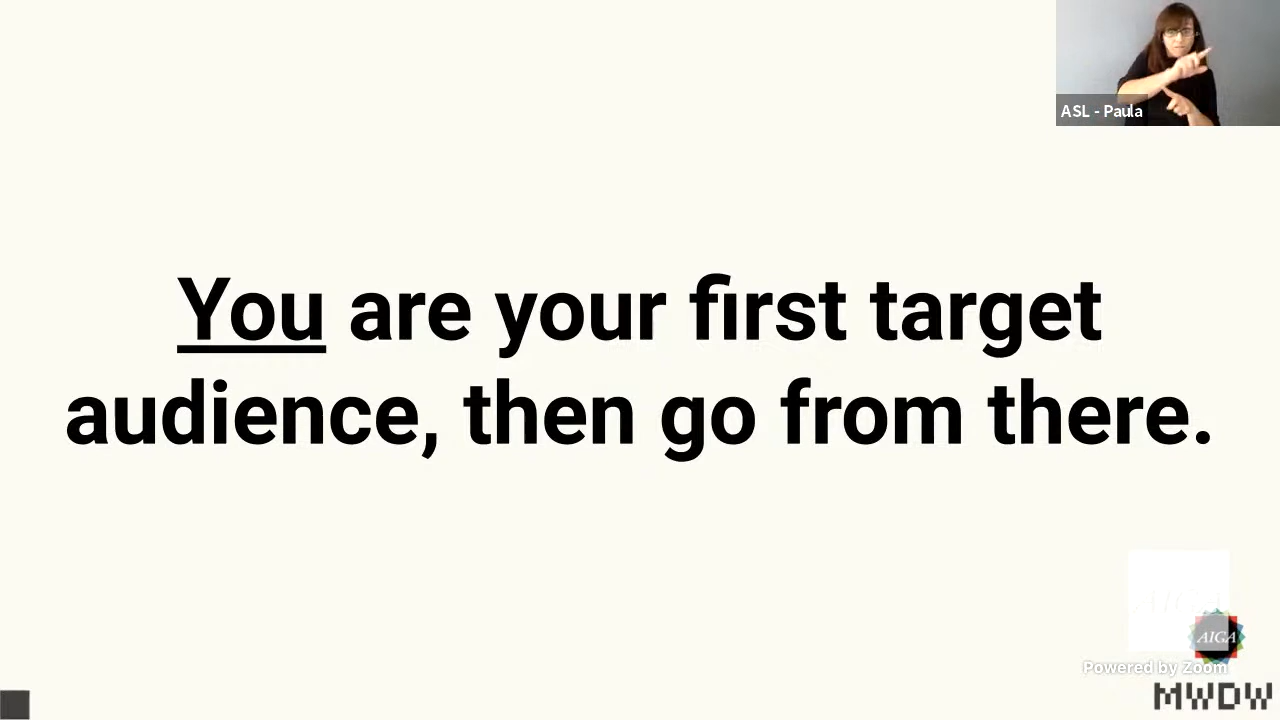 ASL - Paula
You are your first target
audience, then go from there.
AIGA
Powered by Zoom
MWDW